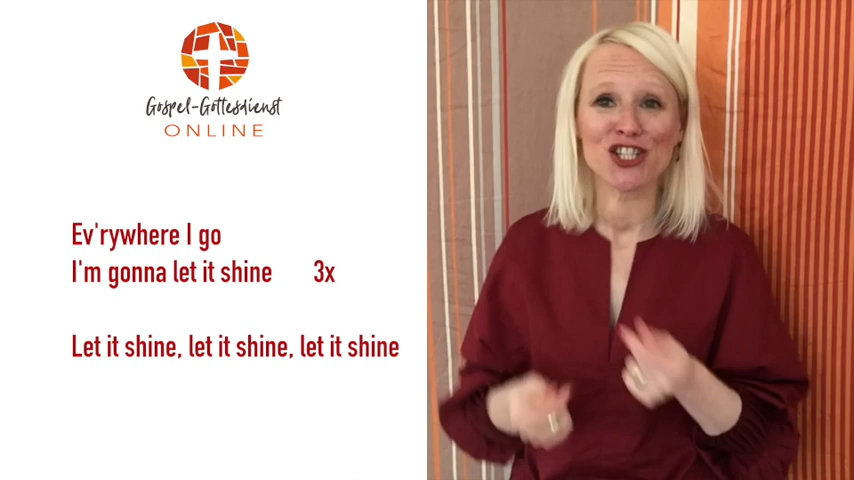 Gospel-Gottesdienst
ONLINE
Ev'rywhere I go
I'm gonna let it shine 3x
Let it shine, let it shine, let it shine